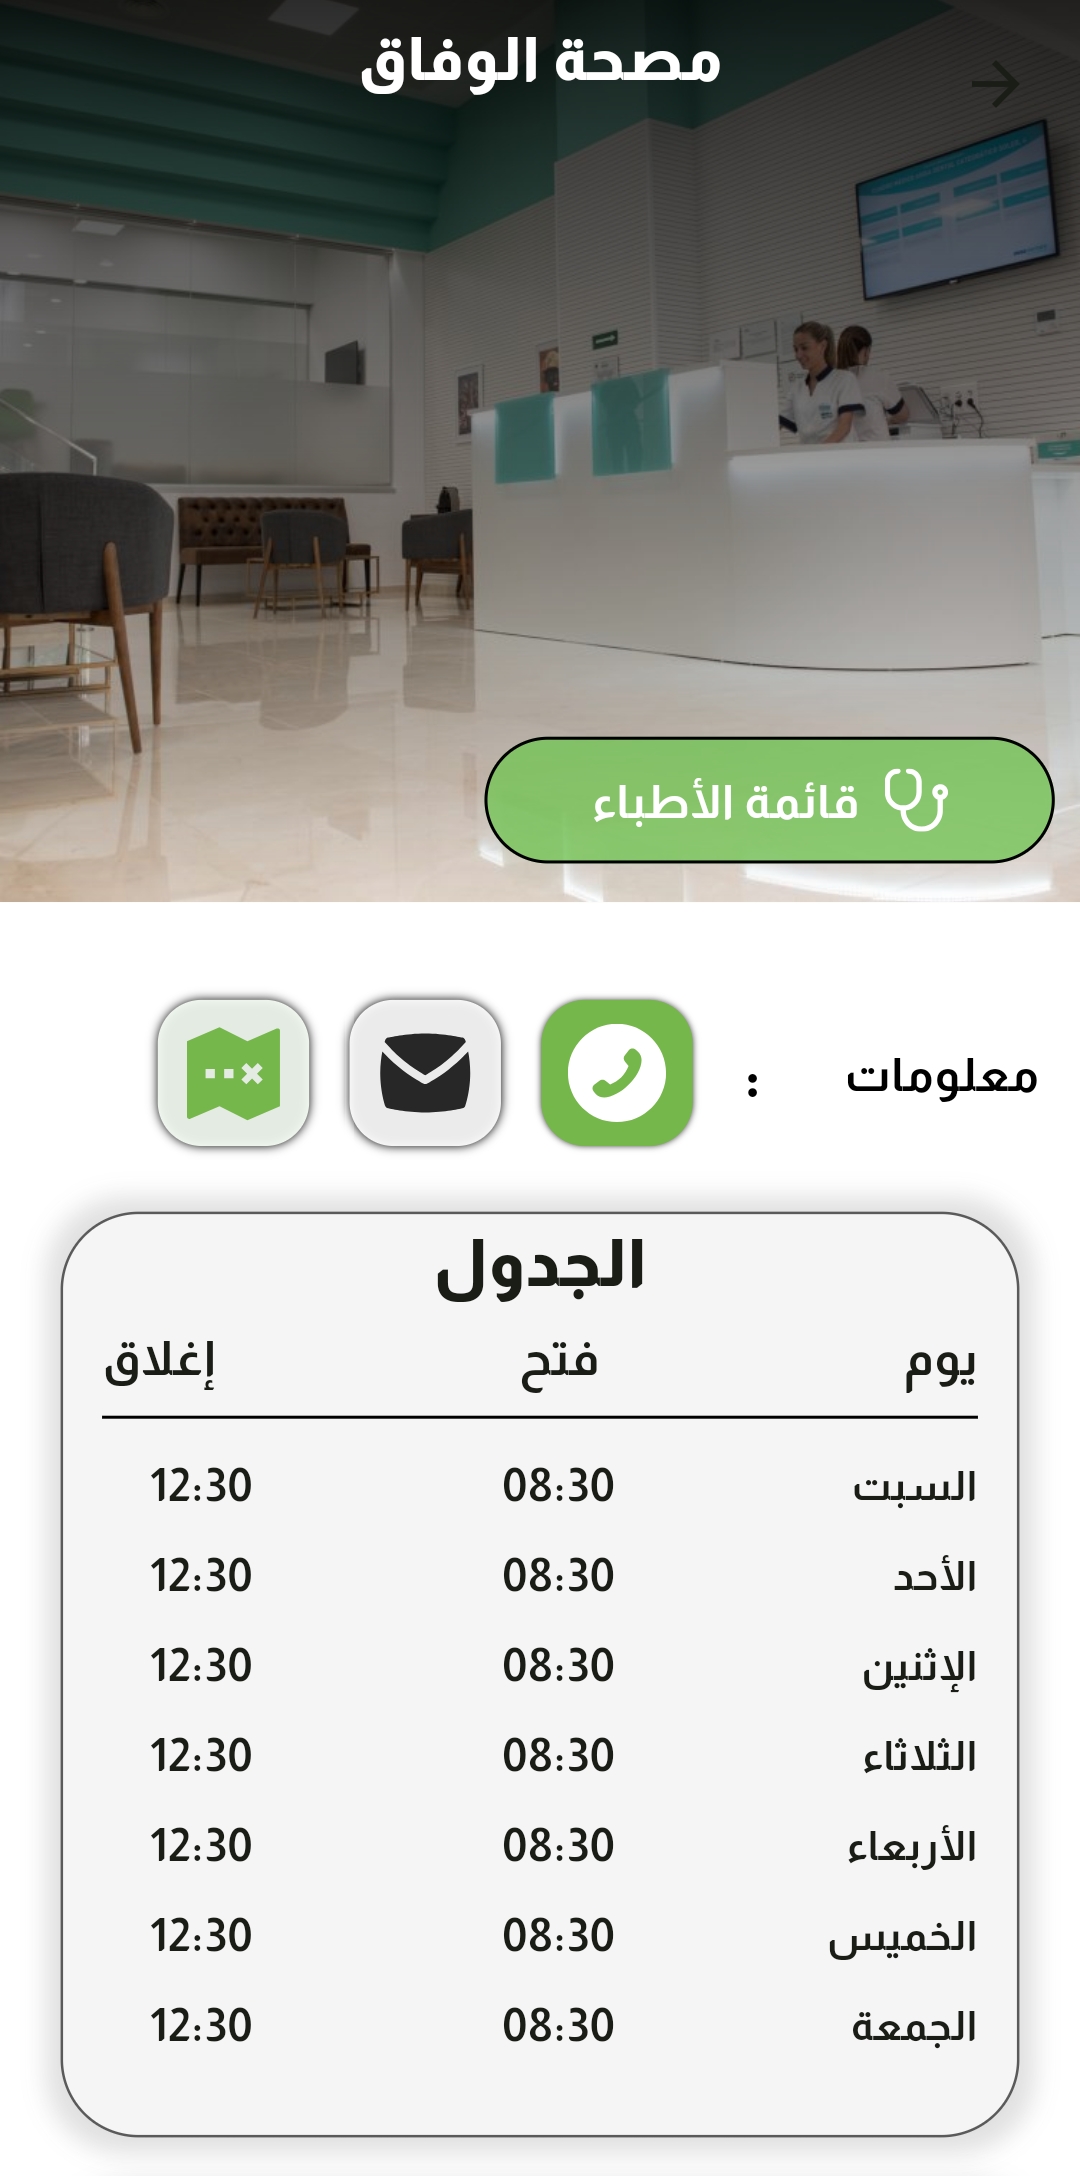 مصحة الوفاق
قائمة الأطباء
معلومات :
الجدول
يوم فتح إغلاق
السبت 08:30 12:30
الأحد 08:30 12:30
الإثنين 08:30 12:30
الثلاثاء 08:30 12:30
الأربعاء 08:30 12:30
الخميس 08:30 12:30
الجمعة 08:30 12:30